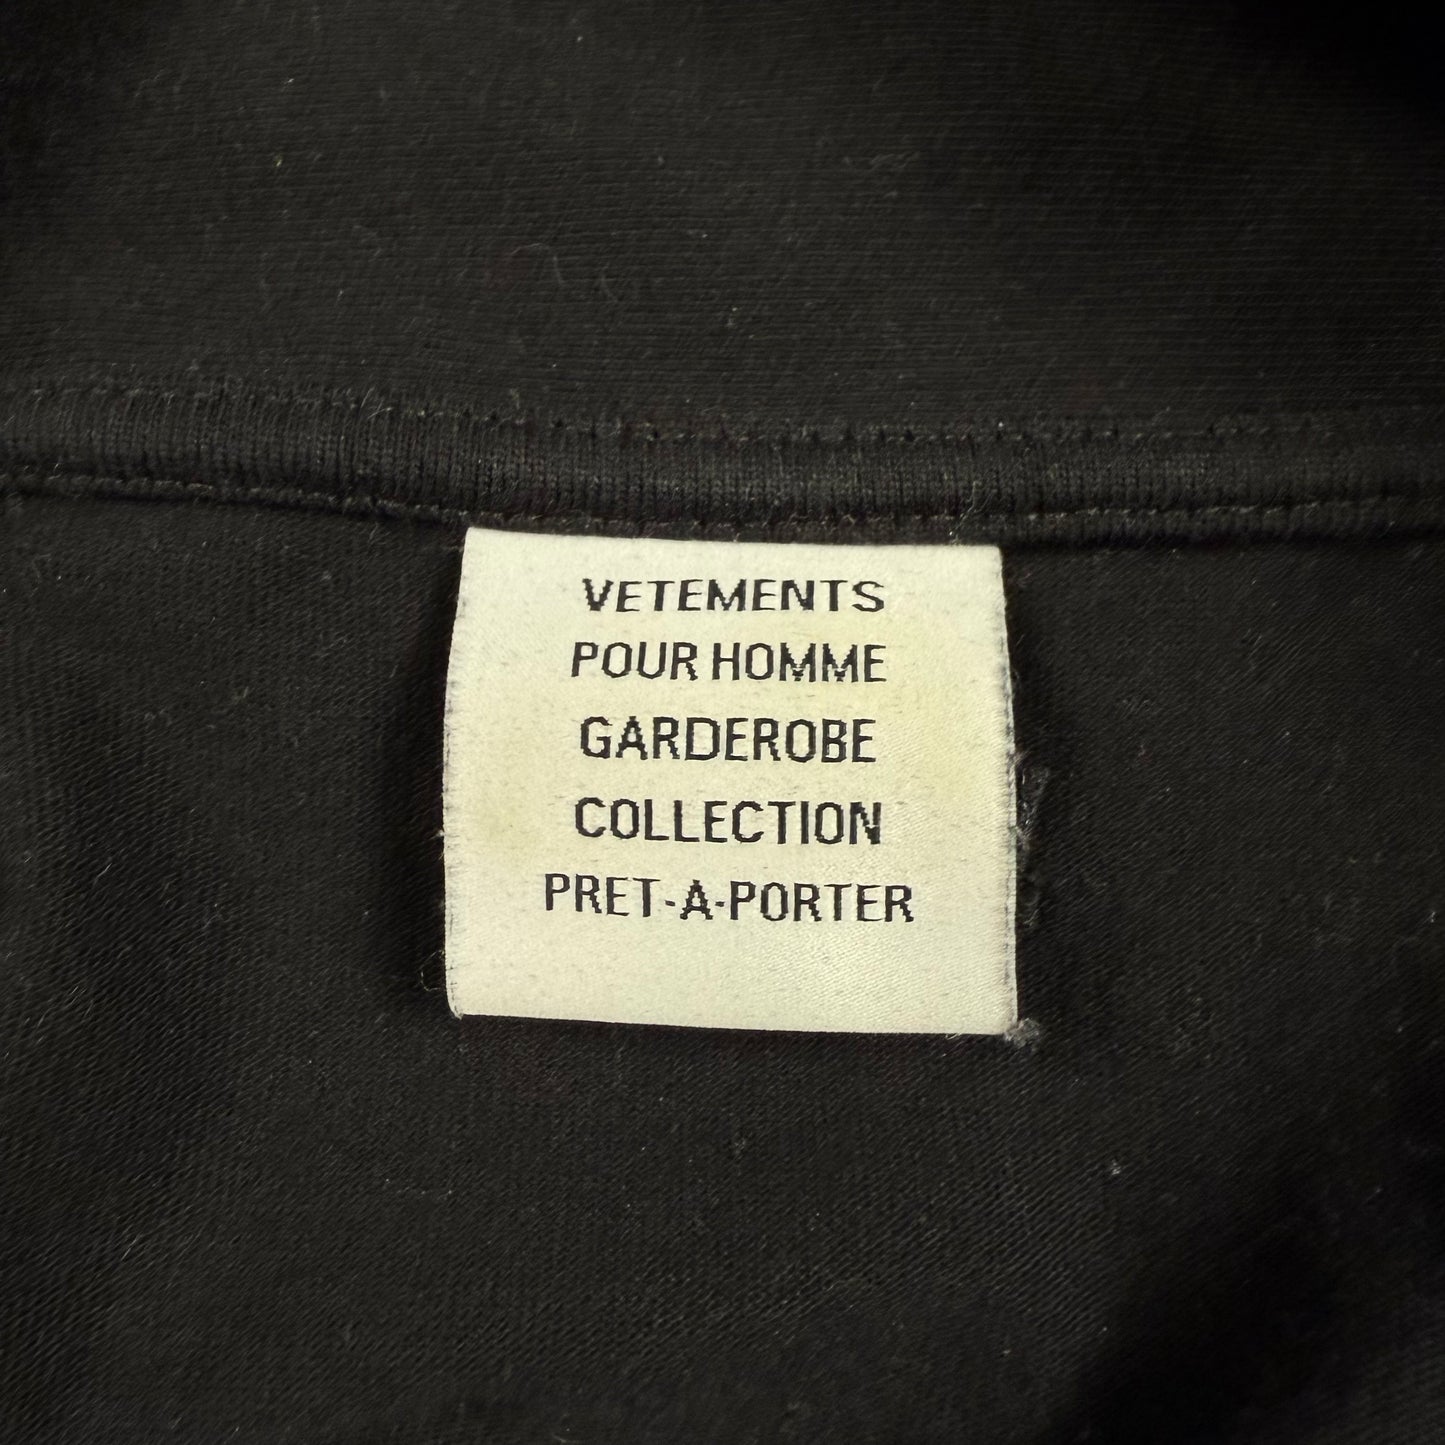 VETEMENTS
POUR HOMME
GARDEROBE
COLLECTION
PRET-A-PORTER